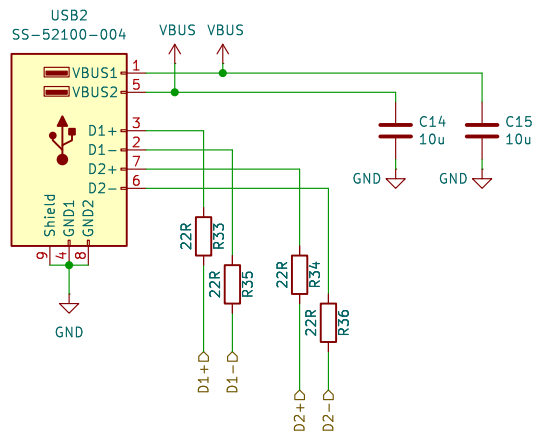 USB2
SS-52100-004
VBUS
VBUS
VBUS1
1
VBUS2
5
C14
10u
C15
10u
D1+
3
D1-
2
D2+
7
D2-
6
GND
GND
Shield
GND1
GND2
9
4
8
22R
R33
22R
R35
22R
R34
22R
R36
GND
D1+
D1-
D2+
D2-